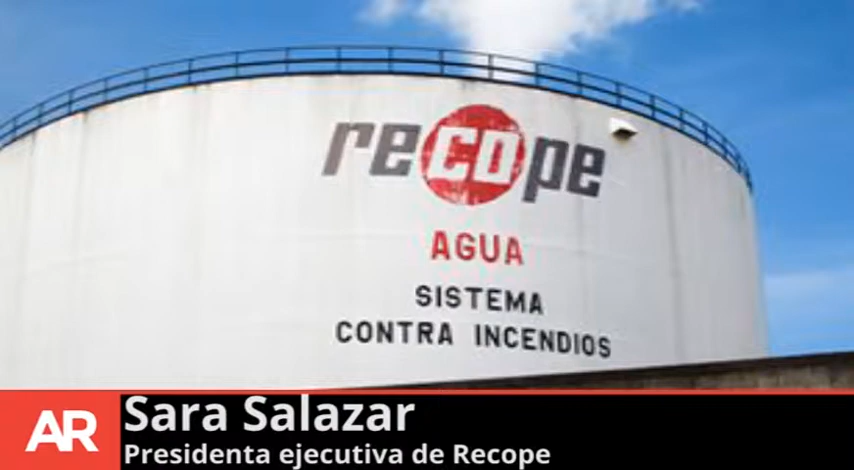 recope
AGUA
SISTEMA
CONTRA INCENDIOS
AR
Sara Salazar
Presidenta ejecutiva de Recope